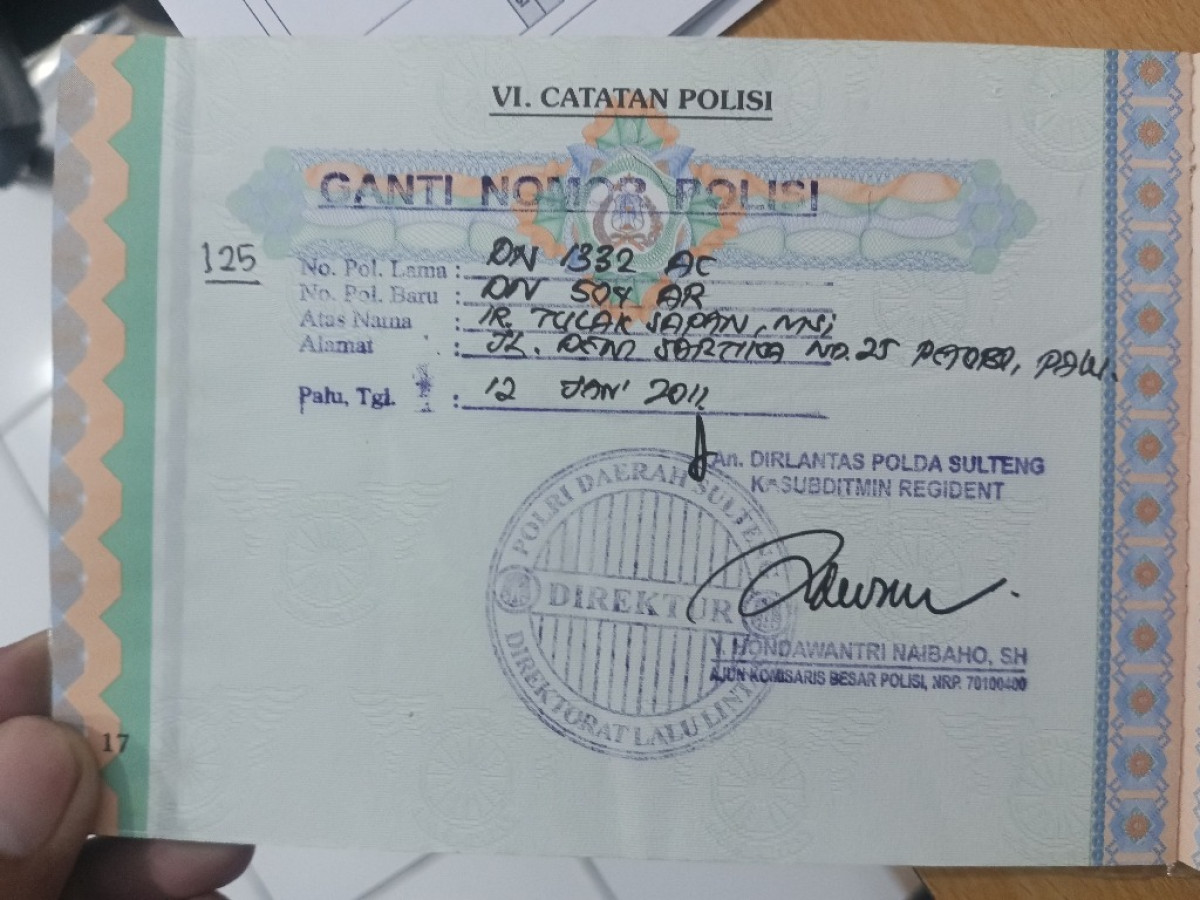 VI. CATATAN POLISI
GANTI NOMOR POLISI
125
No. Pol. Lama : DN 1332 AC
No. Pol. Baru : DN 504 AR
Atas Nama : IR. TULAK SAPAN, MSi
Alamat : JL. DEWI SARTIKA NO. 25 PETOBO, PALU.
Palu, Tgl. : 12 JAN' 2011
An. DIRLANTAS POLDA SULTENG
KASUBDITMIN REGIDENT
POLRI DAERAH SULTENG
DIREKTUR
DIREKTORAT LALU LINTAS
Y. HONDAWANTRI NAIBAHO, SH
AJUN KOMISARIS BESAR POLISI, NRP. 70100400
17